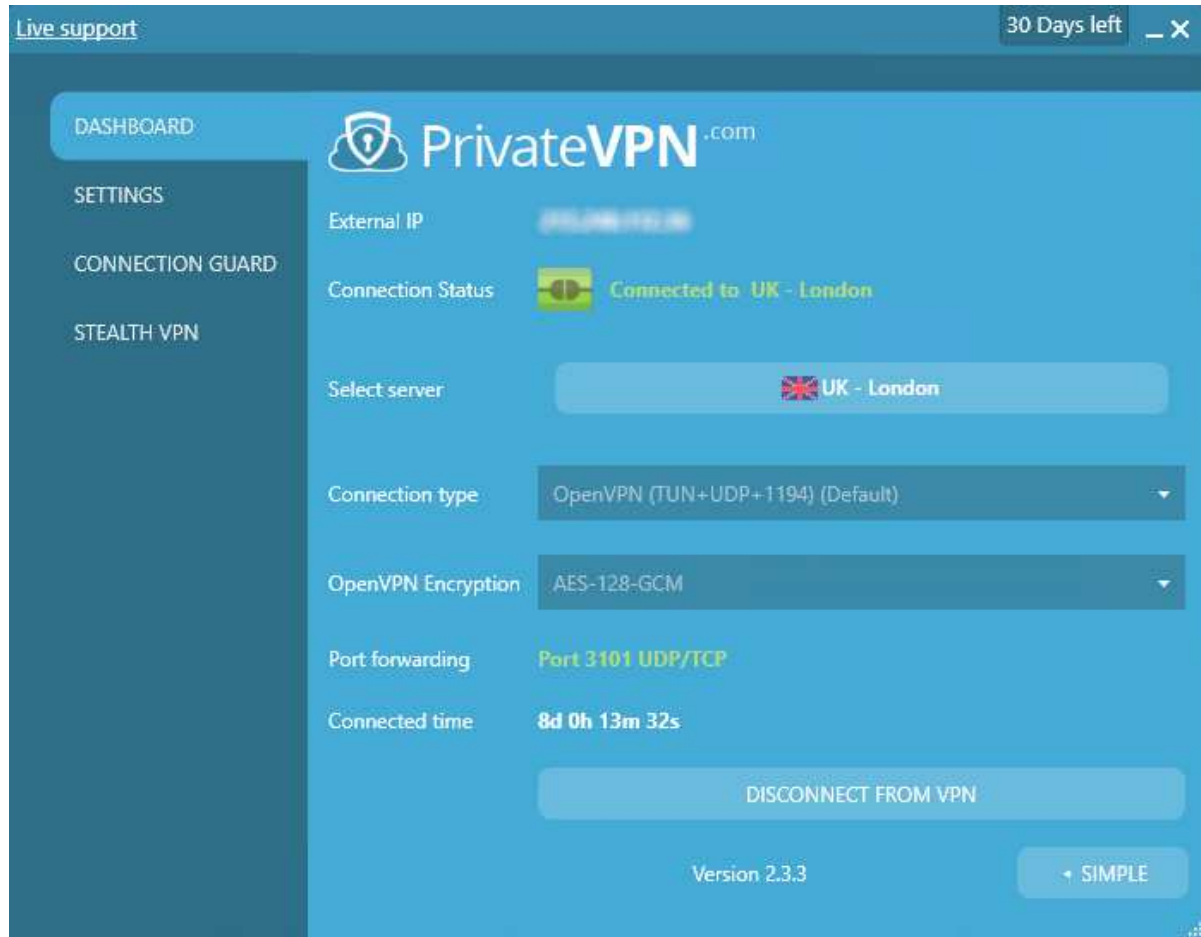 Live support
30 Days left
DASHBOARD
SETTINGS
CONNECTION GUARD
STEALTH VPN
PrivateVPN.com
External IP
Connection Status Connected to UK - London
Select server UK - London
Connection type OpenVPN (TUN+UDP+1194) (Default)
OpenVPN Encryption AES-128-GCM
Port forwarding Port 3101 UDP/TCP
Connected time 8d 0h 13m 32s
DISCONNECT FROM VPN
Version 2.3.3
SIMPLE